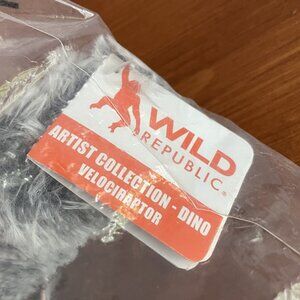 WILD
REPUBLIC®
ARTIST COLLECTION - DINO
VELOCIRAPTOR